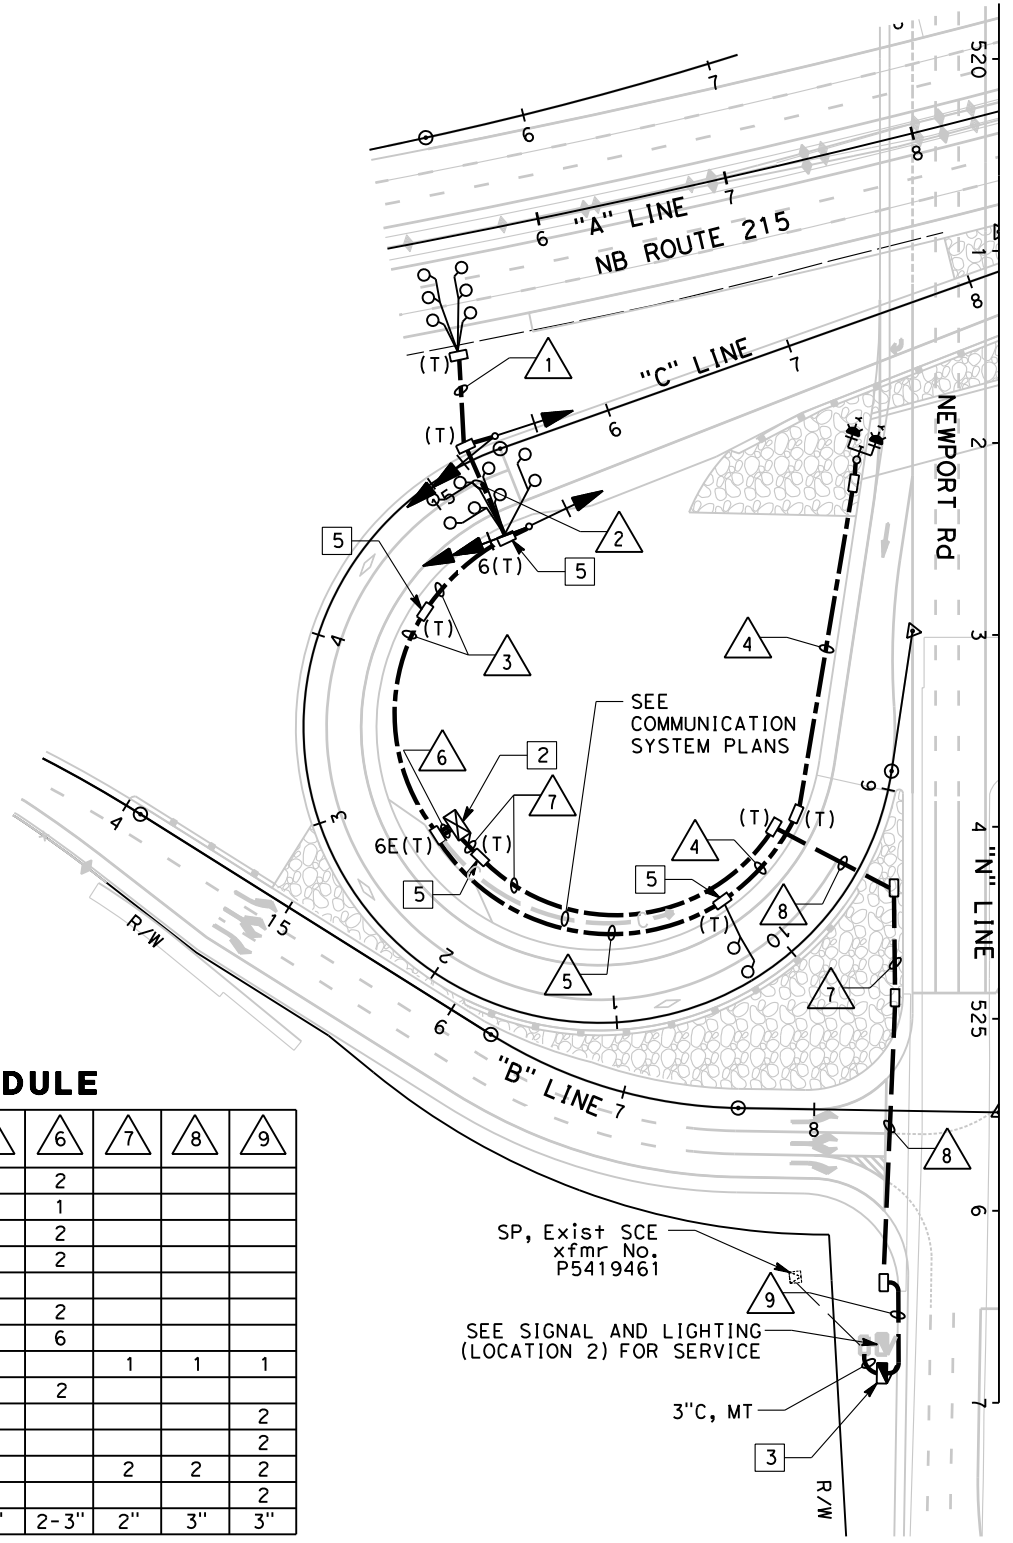 520
7
6
8
7
6
"A" LINE
NB ROUTE 215
1
8
(T)
1
"C" LINE
7
6
NEWPORT Rd
2
(T)
5
5
2
6(T)
5
(T)
3
4
3
4
SEE
COMMUNICATION
SYSTEM PLANS
6
2
7
9
3
4
(T)
(T)
4
6E(T)
(T)
4
5
5
(T)
8
10
"N" LINE
15
R/W
2
5
7
1
6
525
DULE
"B" LINE
7
8
8
6
7
8
9
2
1
2
2
2
6
1
1
1
2
2
2
2
2
2
2
"
2-3"
2"
3"
3"
6
SP, Exist SCE
xfmr No.
P5419461
9
SEE SIGNAL AND LIGHTING
(LOCATION 2) FOR SERVICE
7
3"C, MT
3
R/W